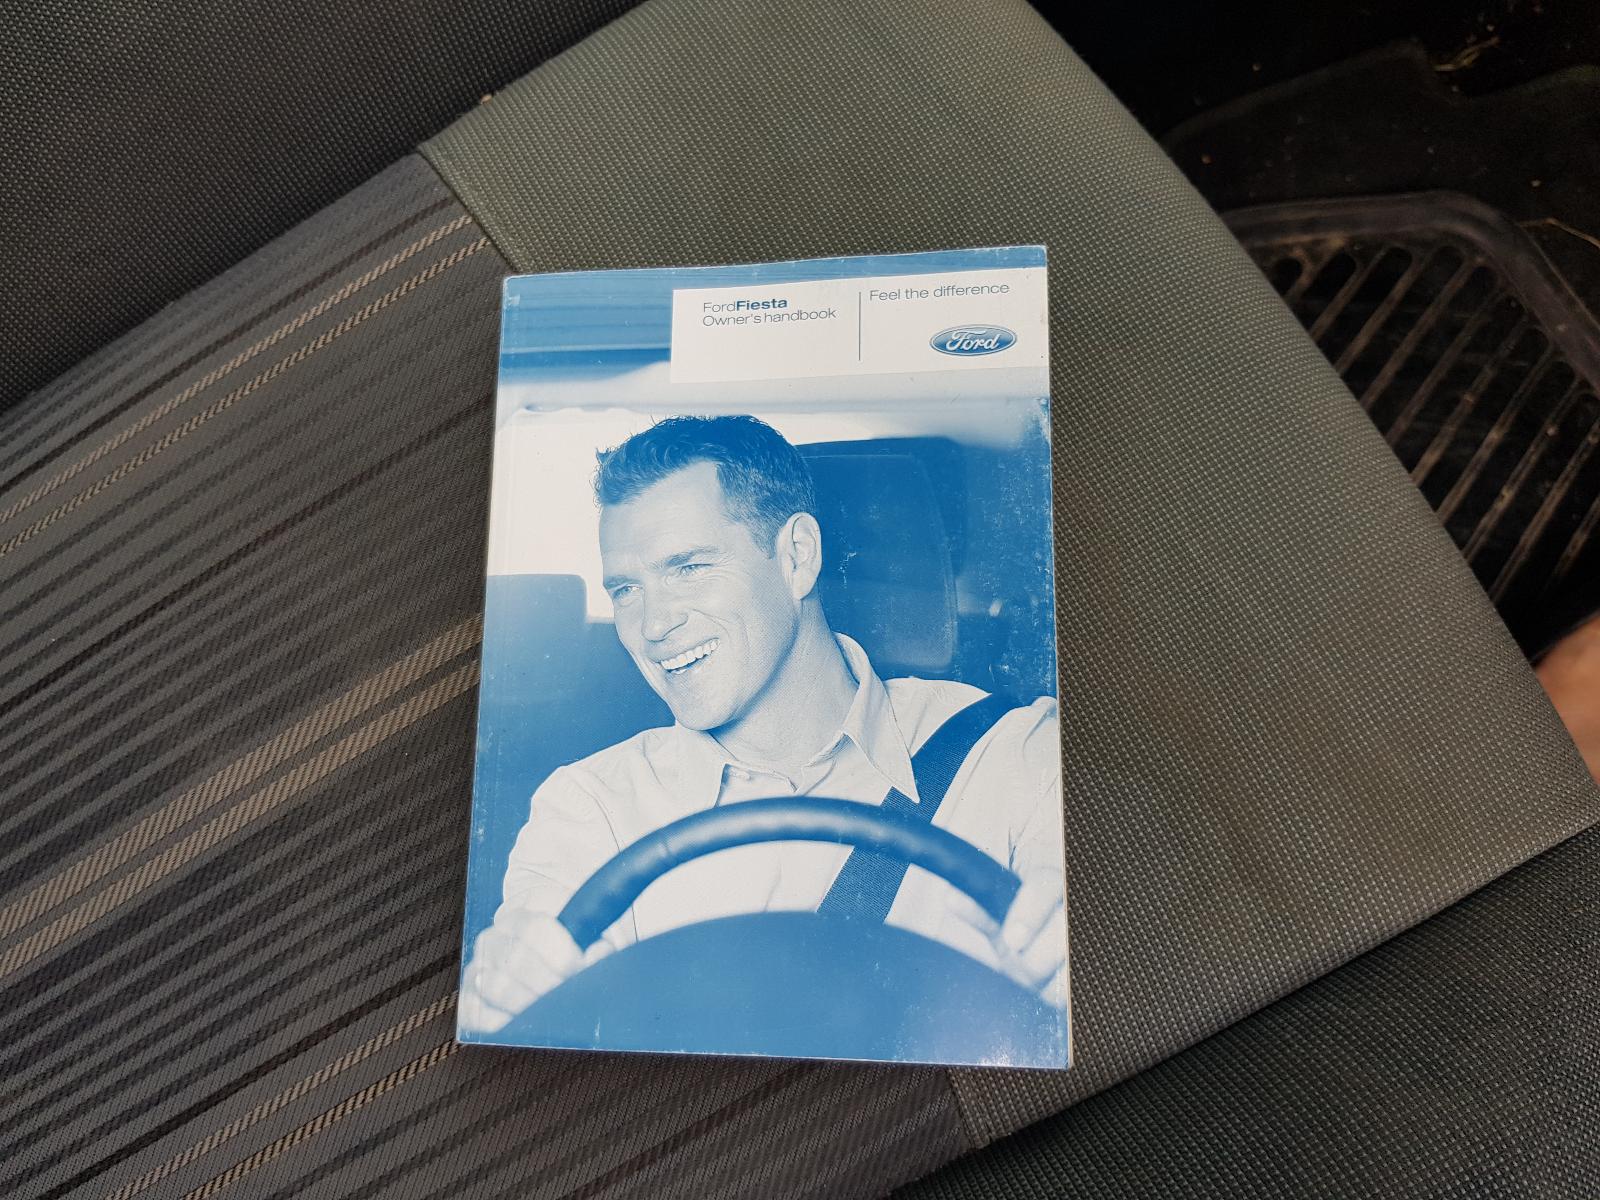 FordFiesta
Owner's handbook
Feel the difference
Ford